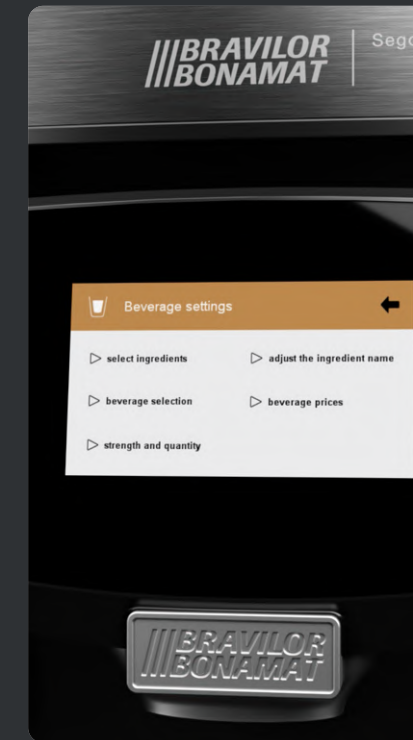 BRAVILOR
BONAMAT
Beverage settings
select ingredients
adjust the ingredient name
beverage selection
beverage prices
strength and quantity
BRAVILOR
BONAMAT